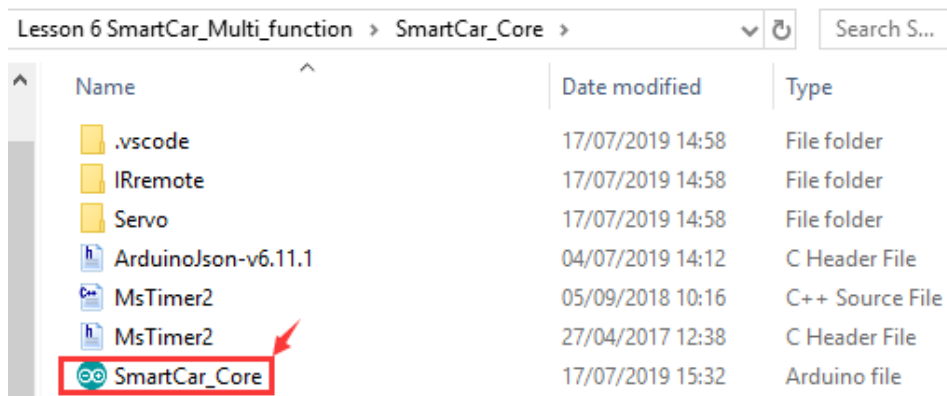 Lesson 6 SmartCar_Multi_function > SmartCar_Core > Search S...
Name Date modified Type
.vscode 17/07/2019 14:58 File folder
IRremote 17/07/2019 14:58 File folder
Servo 17/07/2019 14:58 File folder
ArduinoJson-v6.11.1 04/07/2019 14:12 C Header File
MsTimer2 05/09/2018 10:16 C++ Source File
MsTimer2 27/04/2017 12:38 C Header File
SmartCar_Core 17/07/2019 15:32 Arduino file